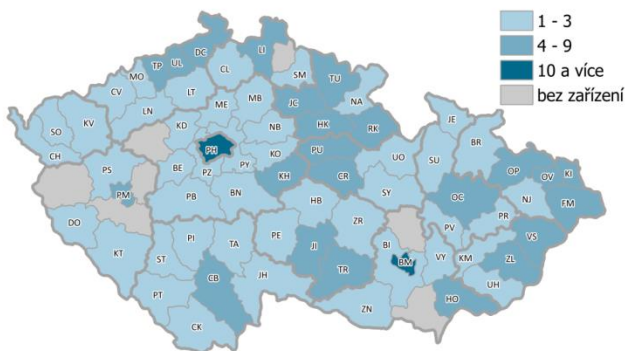 1 - 3
4 - 9
10 a více
bez zařízení
DC
LI
TP UL
MO
CL
SM
TU
CV
LT
MB
JC
NA
LN
ME
SO
KV
KD
NB
HK
RK
JE
CH
PH
BE
PZ
PY
KO
PU
UO
SU
BR
PS
KH
CR
OP
OV
KI
PM
PB
BN
SY
OC
NJ
FM
DO
HB
ZR
PV
PR
VS
KT
ST
PI
TA
PE
JI
BI
BM
VY
KM
ZL
CB
JH
TR
UH
PT
ZN
HO
CK